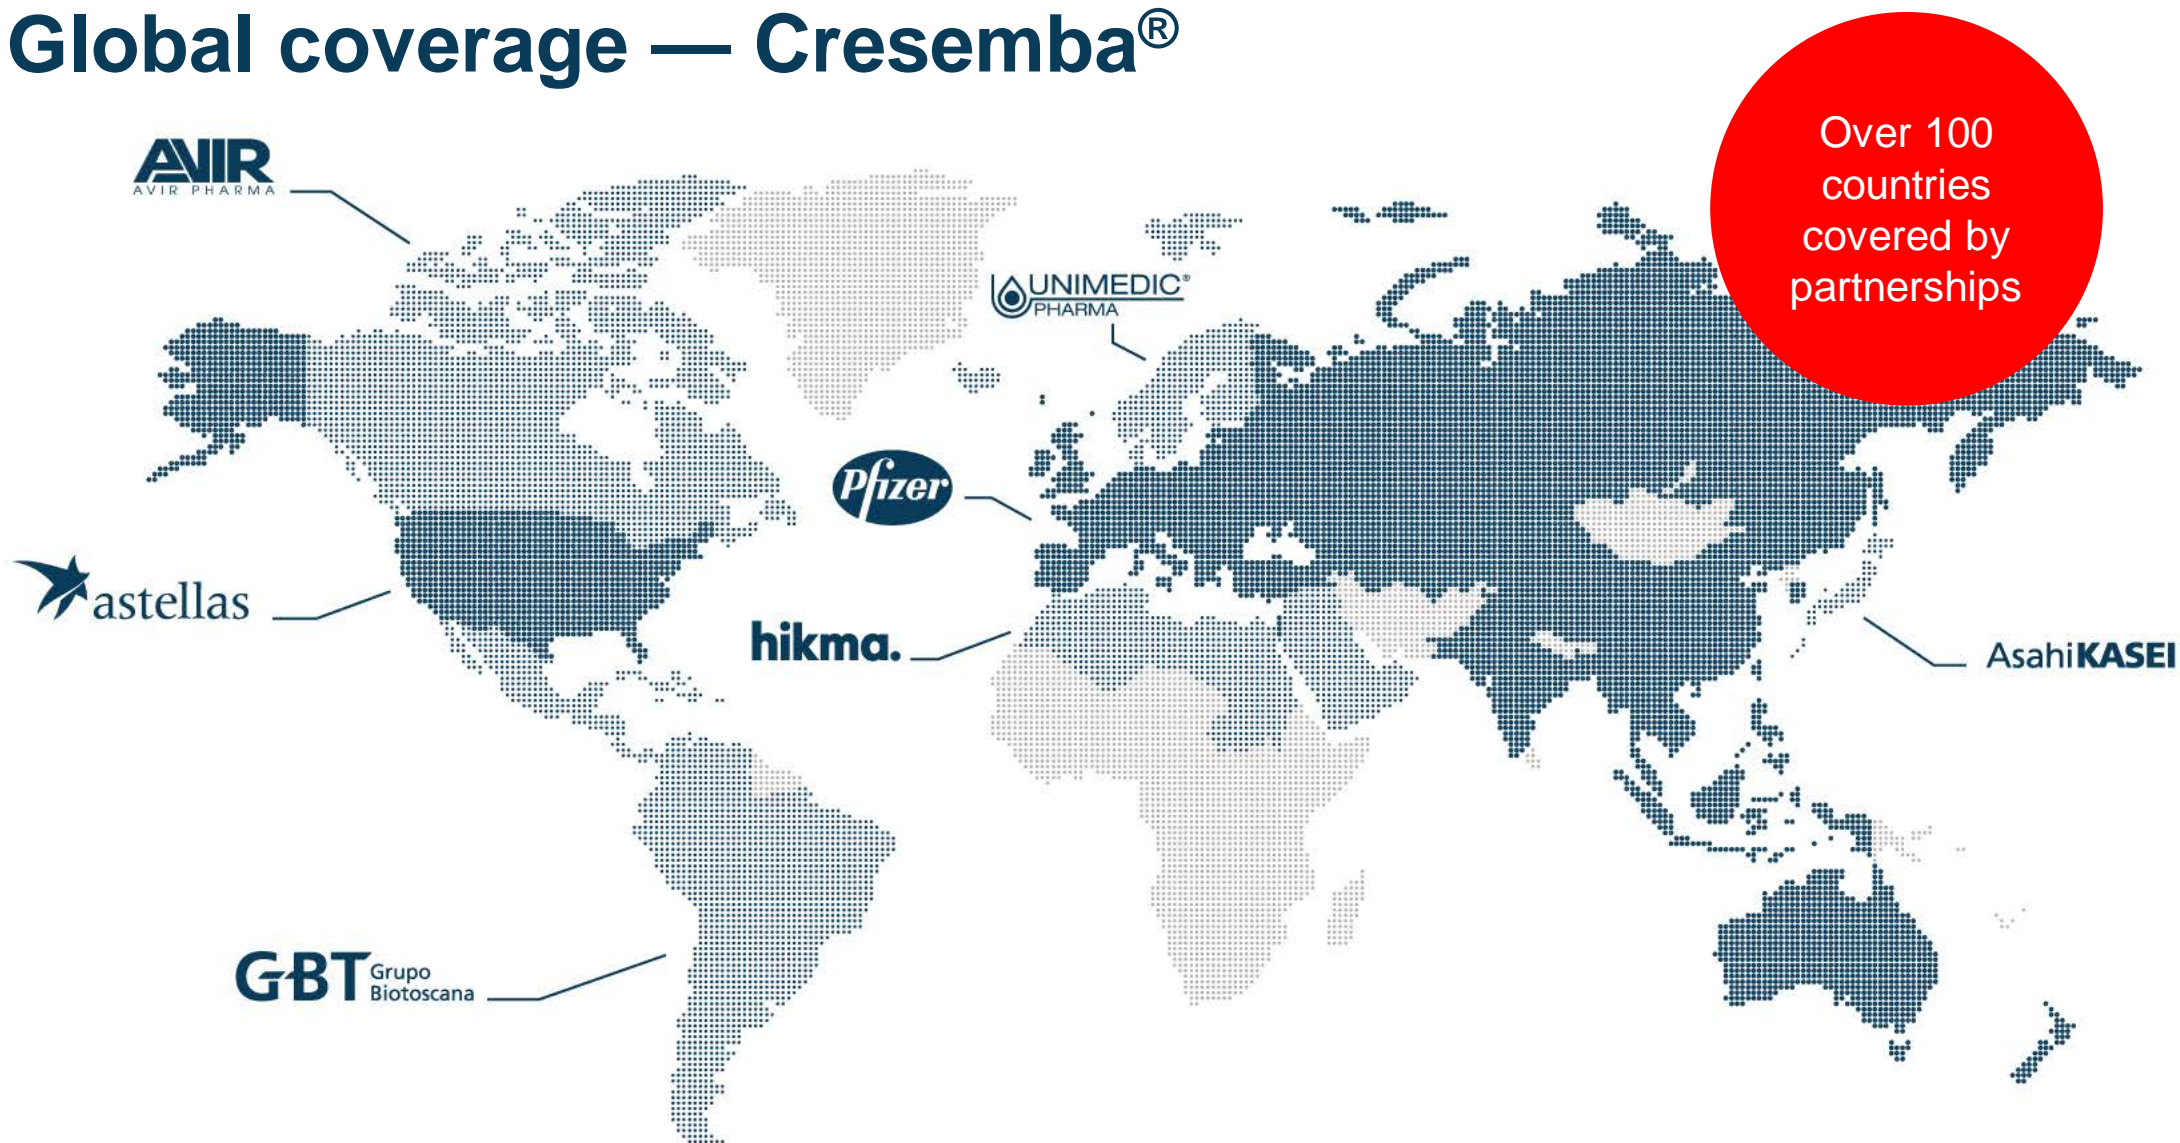 Global coverage — Cresemba®
Over 100
countries
covered by
partnerships
AVIR
AVIR PHARMA
UNIMEDIC®
PHARMA
Pfizer
astellas
hikma.
AsahiKASEI
GBT Grupo
Biotoscana